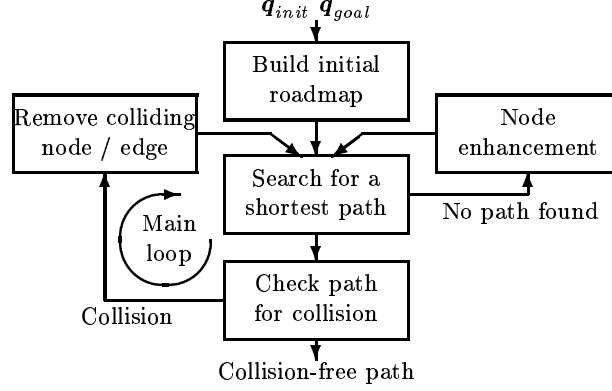 q_init q_goal
Build initial
roadmap
Remove colliding
node / edge
Node
enhancement
Search for a
shortest path
No path found
Main
loop
Check path
for collision
Collision
Collision-free path